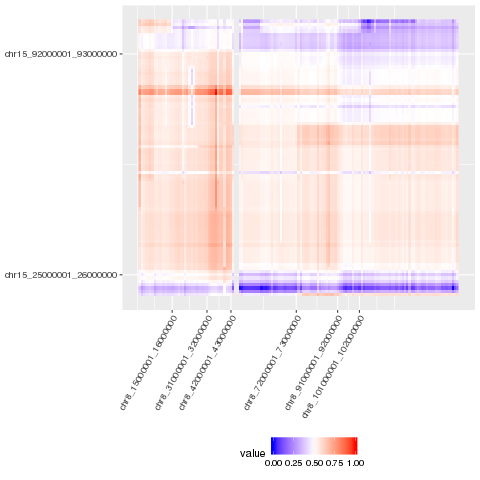 chr15_92000001_93000000
chr15_25000001_26000000
chr8_15000001_16000000
chr8_31000001_32000000
chr8_42000001_43000000
chr8_72000001_73000000
chr8_91000001_92000000
chr8_101000001_102000000
value
0.00 0.25 0.50 0.75 1.00